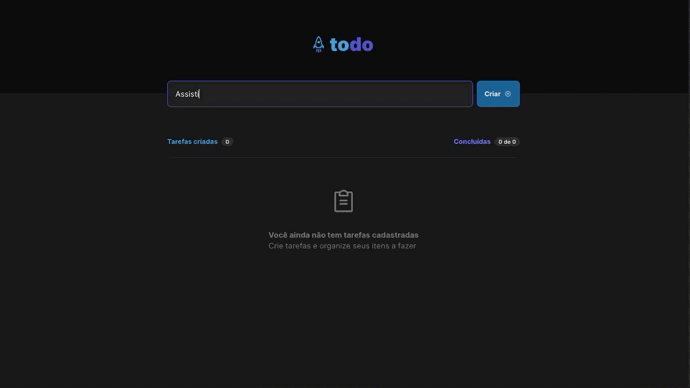 todo
Assisti
Criar
Tarefas criadas 0
Concluídas 0 de 0
Você ainda não tem tarefas cadastradas
Crie tarefas e organize seus itens a fazer